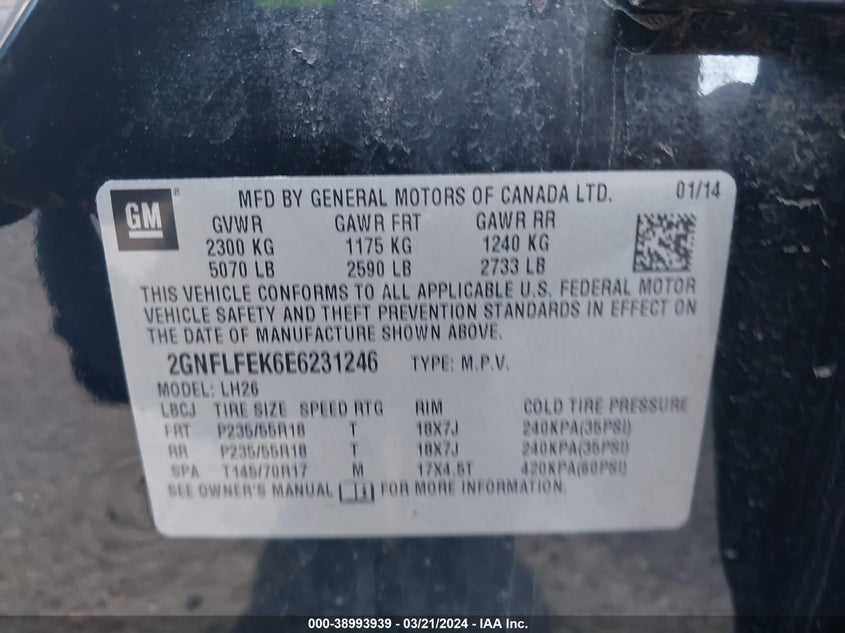 GM
MFD BY GENERAL MOTORS OF CANADA LTD. 01/14
GVWR GAWR FRT GAWR RR
2300 KG 1175 KG 1240 KG
5070 LB 2590 LB 2733 LB
THIS VEHICLE CONFORMS TO ALL APPLICABLE U.S. FEDERAL MOTOR
VEHICLE SAFETY AND THEFT PREVENTION STANDARDS IN EFFECT ON
THE DATE OF MANUFACTURE SHOWN ABOVE.
2GNFLFEK6E6231246 TYPE: M.P.V.
MODEL: LH26
LBCJ TIRE SIZE SPEED RTG RIM COLD TIRE PRESSURE
FRT P235/55R18 T 18X7J 240KPA(35PSI)
RR P235/55R18 T 18X7J 240KPA(35PSI)
SPA T145/70R17 M 17X4.5T 420KPA(60PSI)
SEE OWNER'S MANUAL FOR MORE INFORMATION.
000-38993939 - 03/21/2024 - IAA Inc.